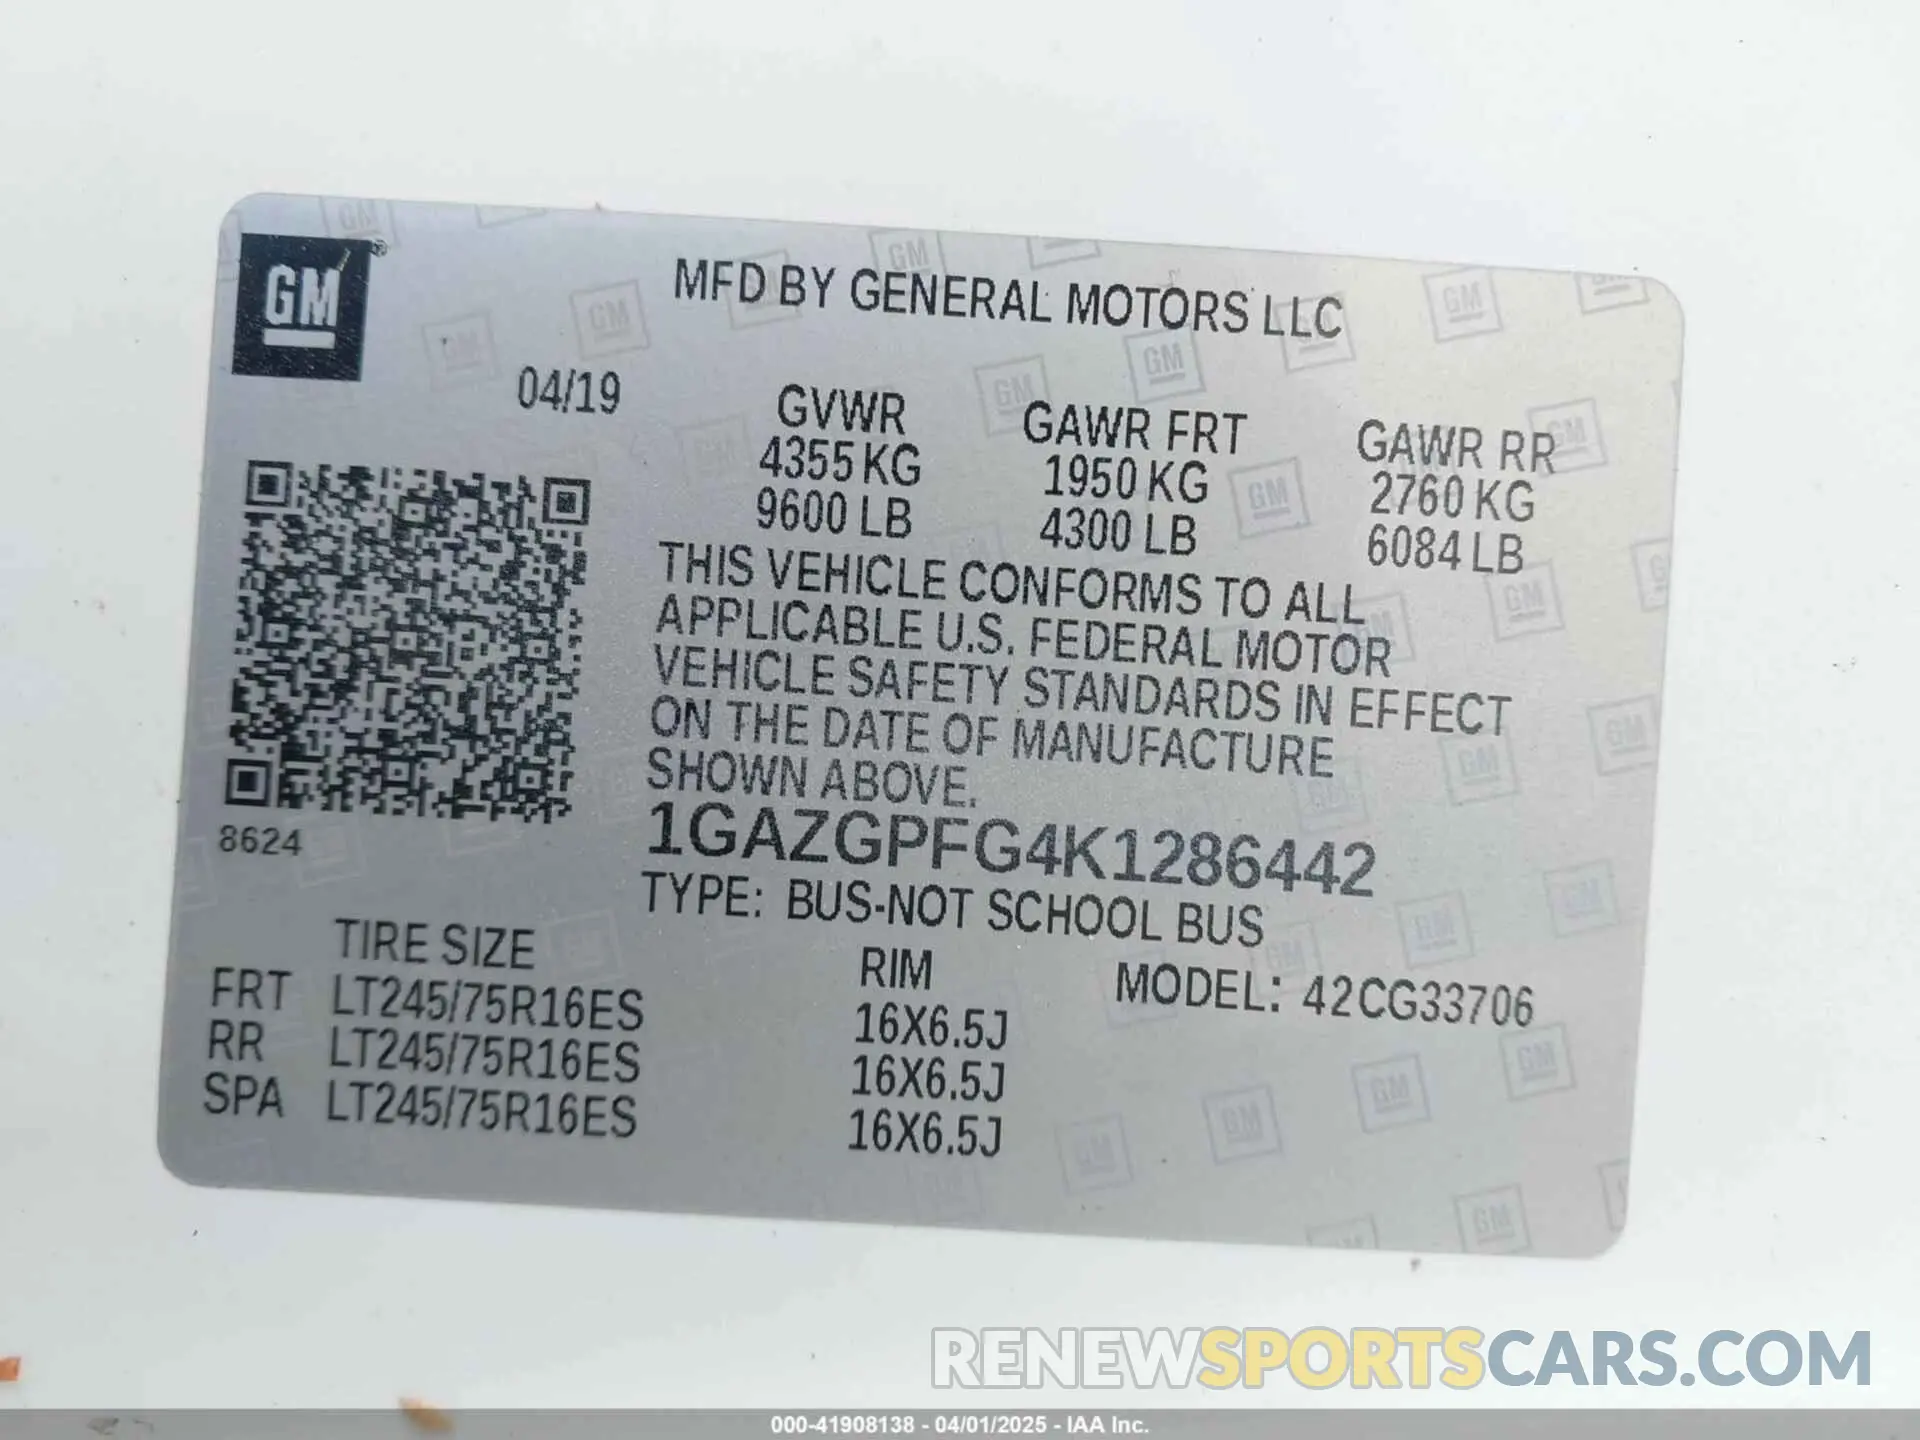 GM
MFD BY GENERAL MOTORS LLC
04/19
GVWR GAWR FRT GAWR RR
4355 KG 1950 KG 2760 KG
9600 LB 4300 LB 6084 LB
THIS VEHICLE CONFORMS TO ALL
APPLICABLE U.S. FEDERAL MOTOR
VEHICLE SAFETY STANDARDS IN EFFECT
ON THE DATE OF MANUFACTURE
SHOWN ABOVE.
8624
1GAZGPFG4K1286442
TYPE: BUS-NOT SCHOOL BUS
TIRE SIZE RIM MODEL: 42CG33706
FRT LT245/75R16ES 16X6.5J
RR LT245/75R16ES 16X6.5J
SPA LT245/75R16ES 16X6.5J
RENEWSPORTSCARS.COM
000-41908138 - 04/01/2025 - IAA Inc.